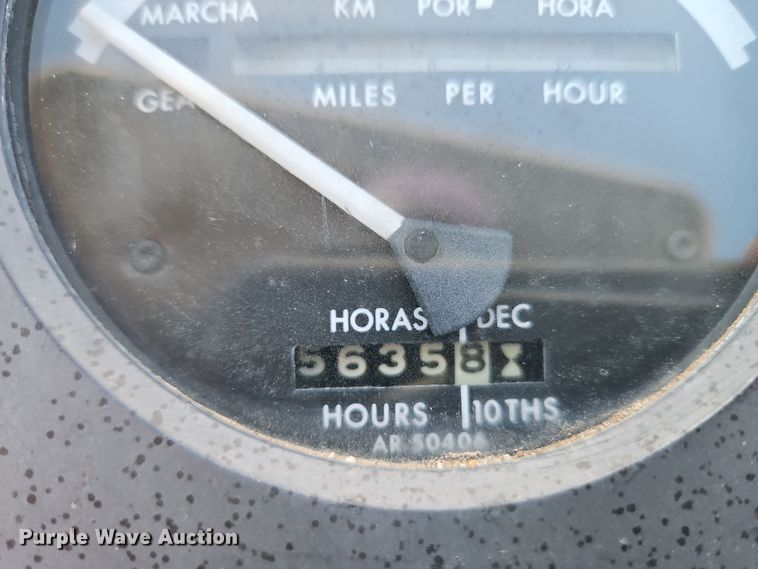 MARCHA KM POR HORA
MILES PER HOUR
HORAS DEC
56358
HOURS 10THS
AR 50406
Purple Wave Auction